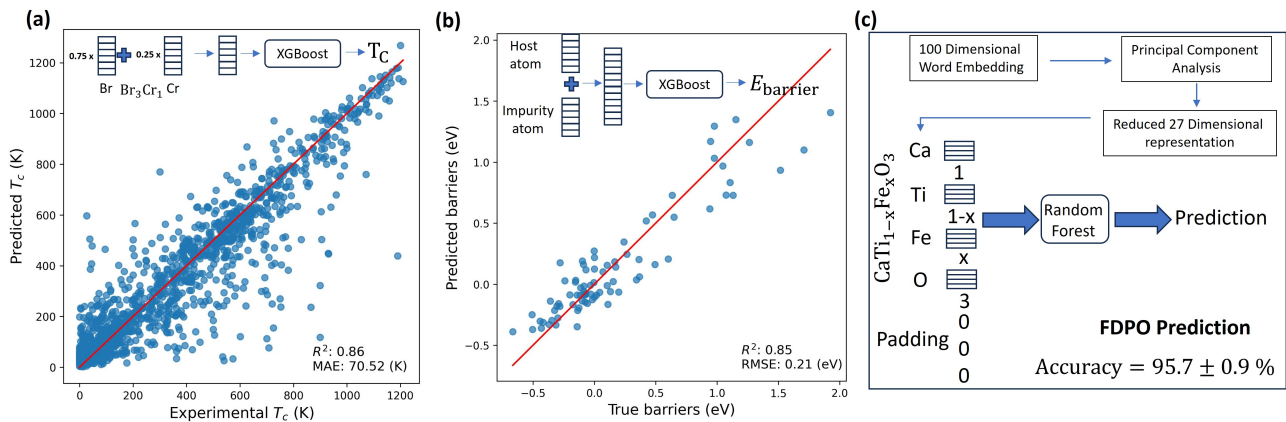 (a)
0.75 x
0.25 x
Br
Br₃Cr₁
Cr
XGBoost
T_C
Predicted T_c (K)
1200
1000
800
600
400
200
0
R²: 0.86
MAE: 70.52 (K)
0
200
400
600
800
1000
1200
Experimental T_c (K)
(b)
Host
atom
Impurity
atom
XGBoost
E_barrier
Predicted barriers (eV)
2.0
1.5
1.0
0.5
0.0
−0.5
R²: 0.85
RMSE: 0.21 (eV)
−0.5
0.0
0.5
1.0
1.5
2.0
True barriers (eV)
(c)
100 Dimensional
Word Embedding
Principal Component
Analysis
Reduced 27 Dimensional
representation
CaTi₁₋ₓFeₓO₃
Ca
1
Ti
1-x
Fe
x
O
3
Padding
0
0
0
Random
Forest
Prediction
FDPO Prediction
Accuracy = 95.7 ± 0.9 %